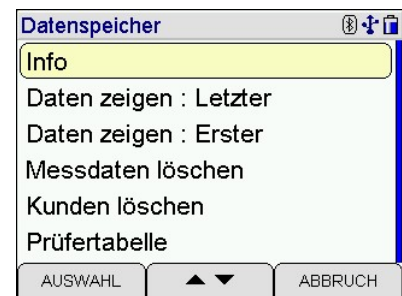 Datenspeicher
Info
Daten zeigen : Letzter
Daten zeigen : Erster
Messdaten löschen
Kunden löschen
Prüfertabelle
AUSWAHL ▲ ▼ ABBRUCH